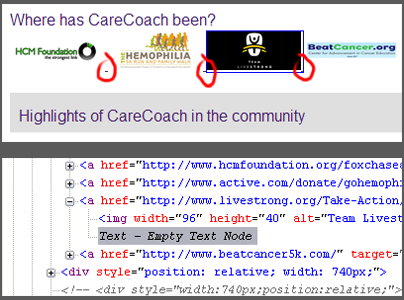 Where has CareCoach been?
HCM Foundation
the strongest link
THE HEMOPHILIA
5K RUN AND FAMILY WALK
TEAM
LIVESTRONG
BeatCancer.org
Center for Advancement in Cancer Education
Highlights of CareCoach in the community
<a href="http://www.hcmfoundation.org/foxchase
<a href="http://www.active.com/donate/gohemoph
<a href="http://www.livestrong.org/Take-Action/
<img width="96" height="40" alt="Team Livest
Text - Empty Text Node
<a href="http://www.beatcancer5k.com/" target=
<div style="position: relative; width: 740px;">
<!-- <div style="width:740px;position:relative;">